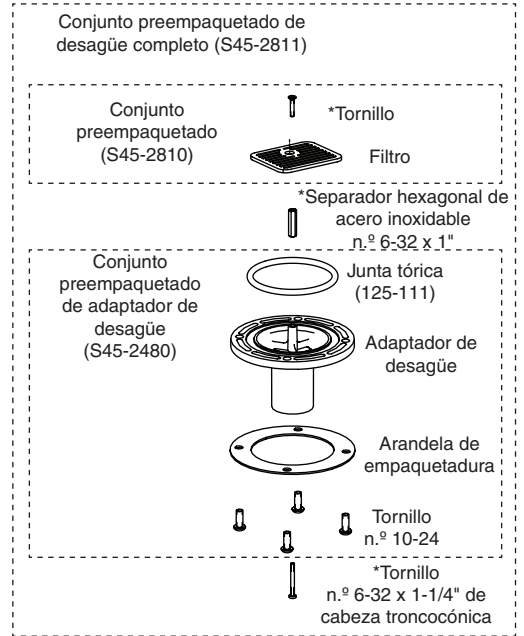 Conjunto preempaquetado de
desagüe completo (S45-2811)
Conjunto
preempaquetado
(S45-2810)
*Tornillo
Filtro
*Separador hexagonal de
acero inoxidable
n.º 6-32 x 1"
Conjunto
preempaquetado
de adaptador de
desagüe
(S45-2480)
Junta tórica
(125-111)
Adaptador de
desagüe
Arandela de
empaquetadura
Tornillo
n.º 10-24
*Tornillo
n.º 6-32 x 1-1/4" de
cabeza troncocónica